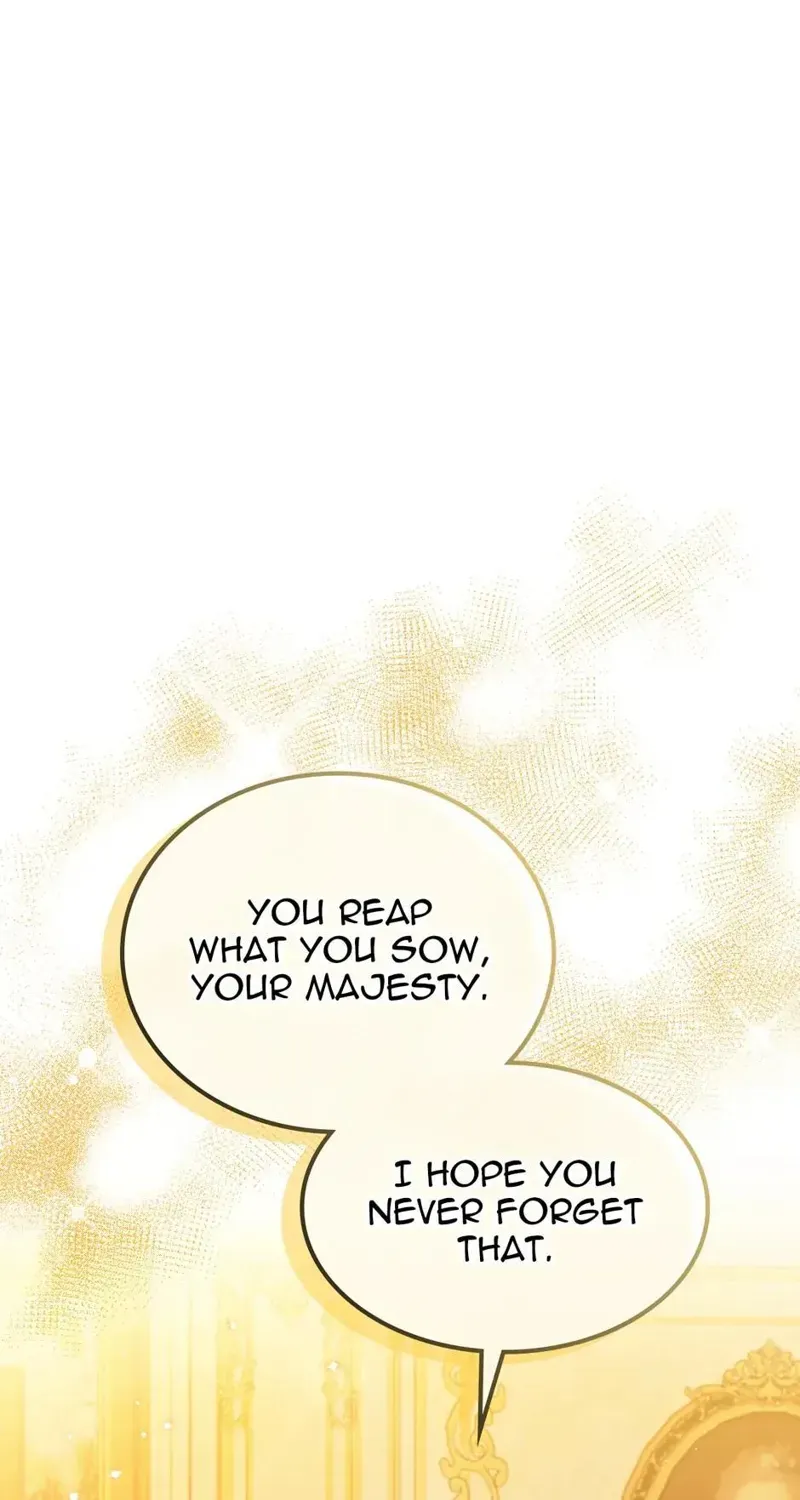 YOU REAP
WHAT YOU SOW,
YOUR MAJESTY.
I HOPE YOU
NEVER FORGET
THAT.